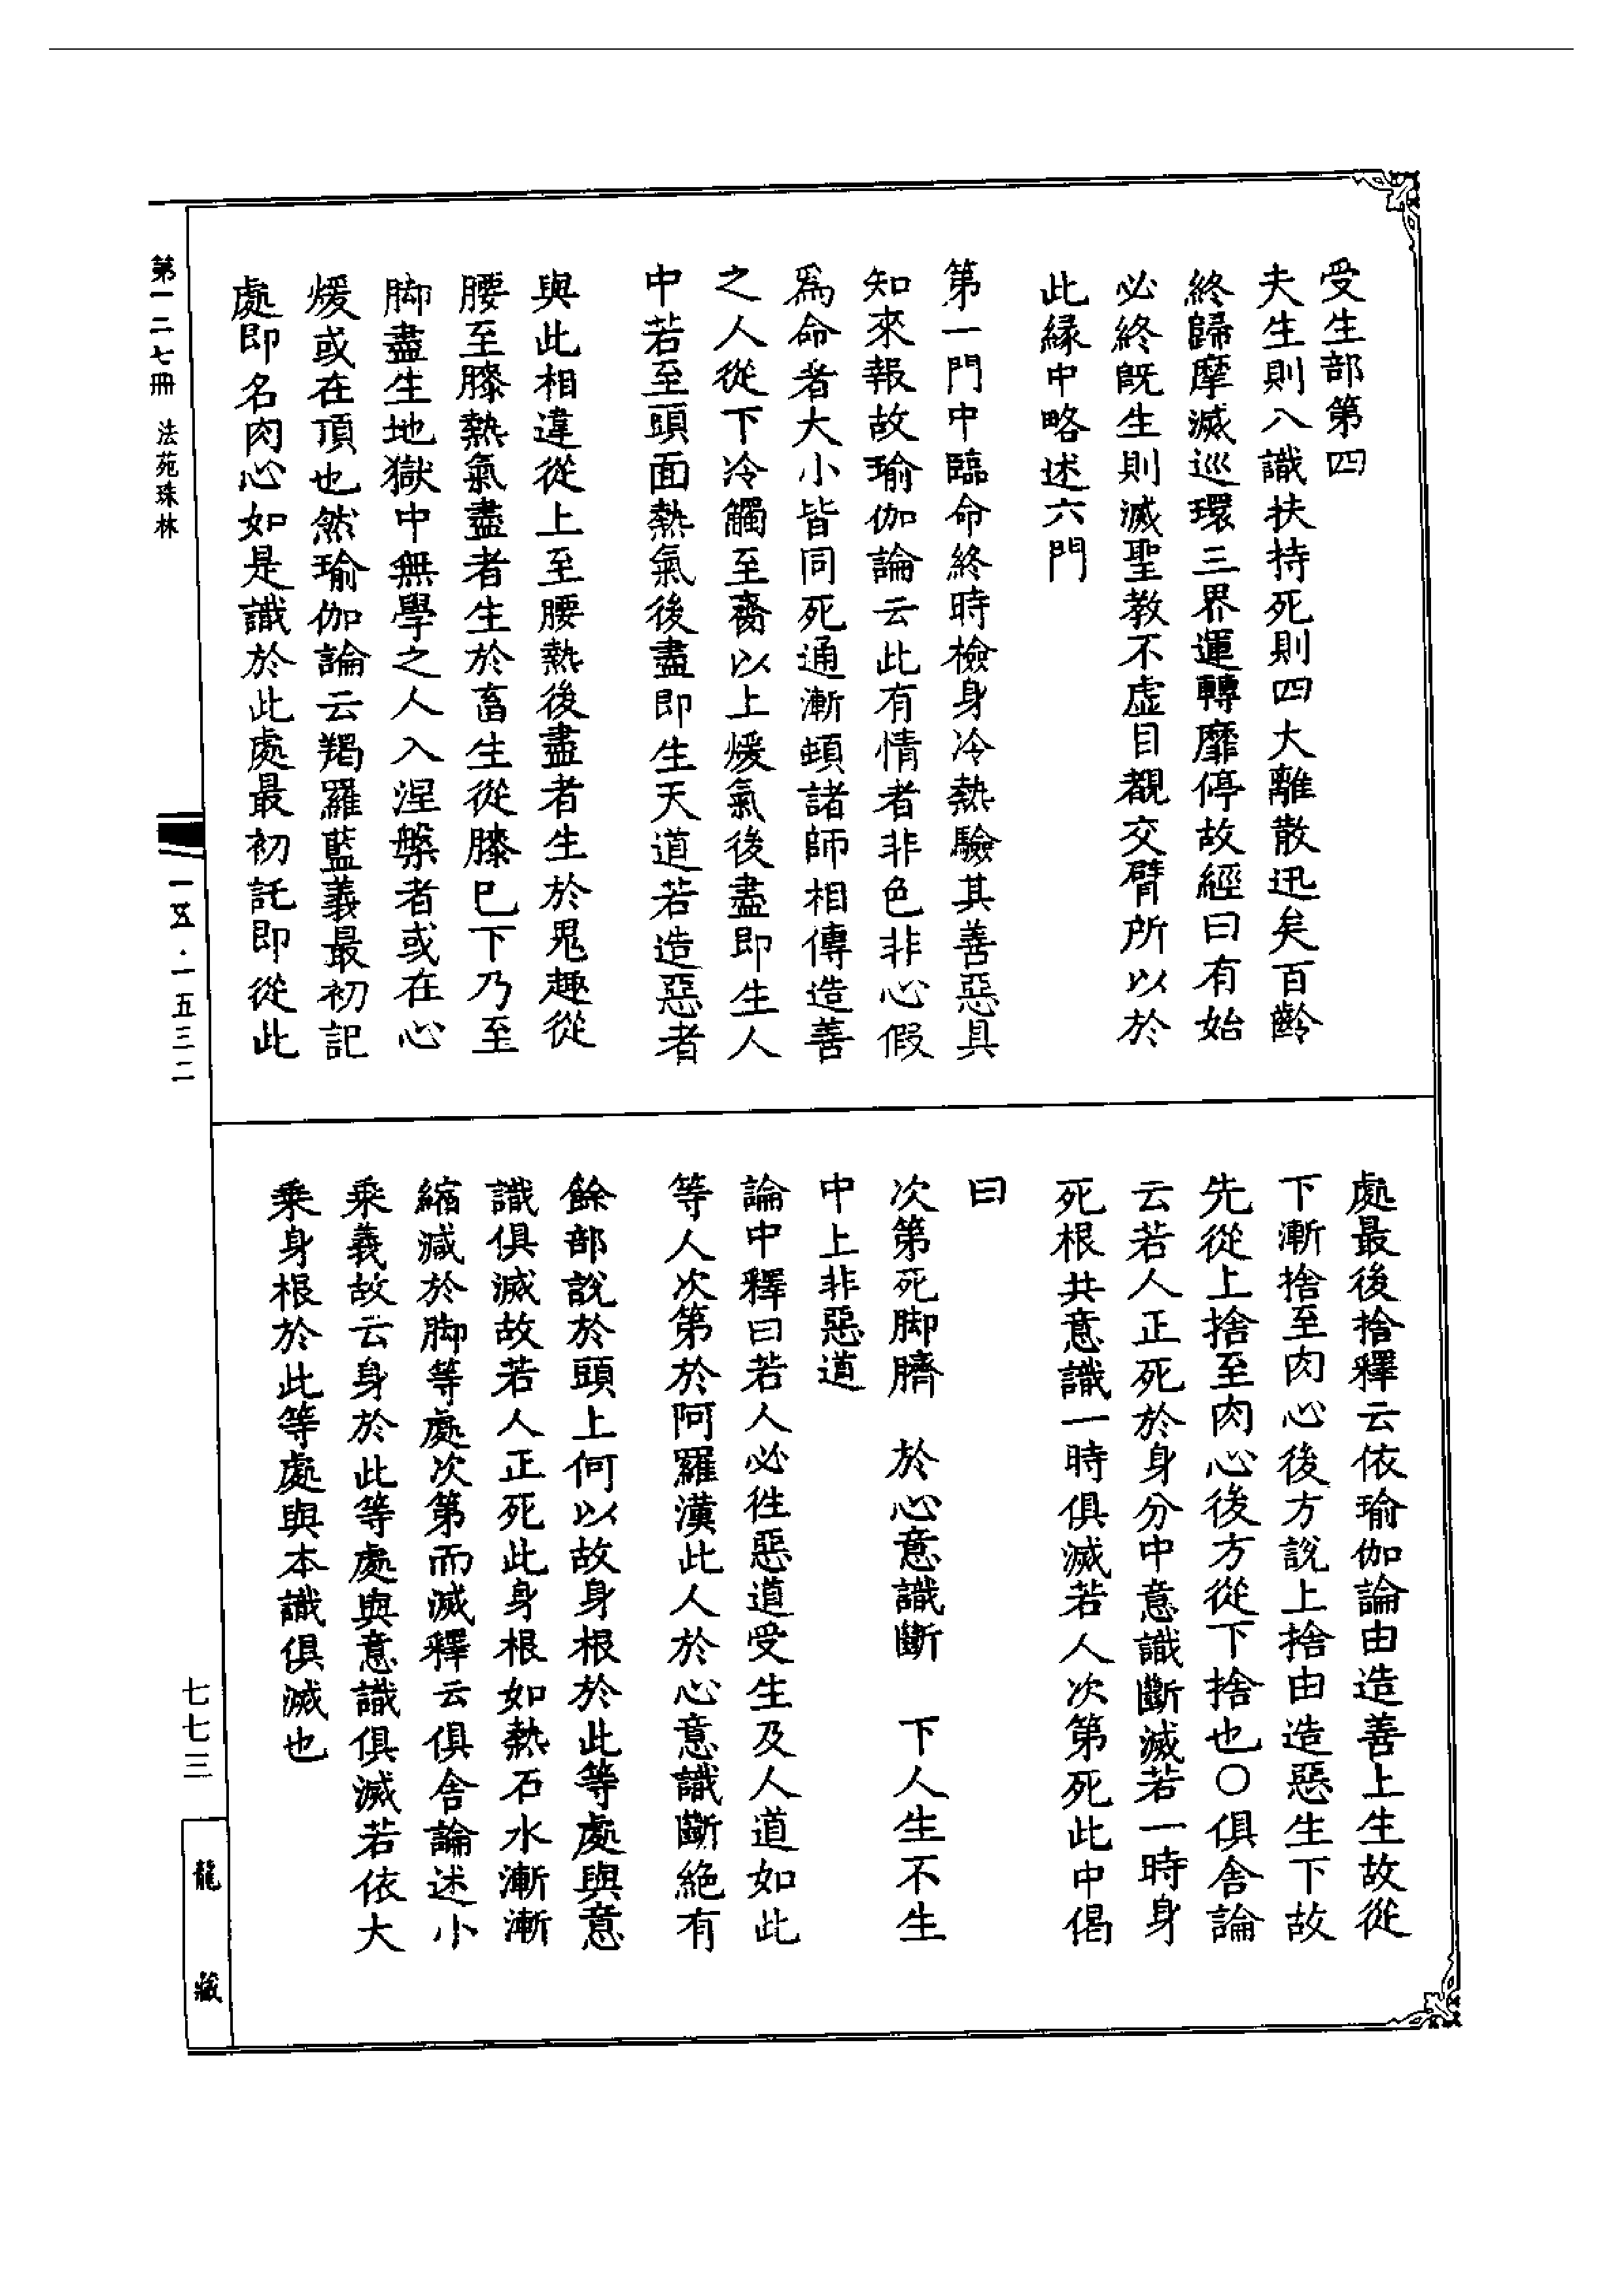 受生部第四
夫生則八識扶持死則四大離散迅矣百齡
終歸摩滅巡環三界運轉靡停故經曰有始
必終既生則滅聖教不虛目覩交臂所以於
此緣中略述六門
第一門中臨命終時檢身冷熱驗其善惡具
知來報故瑜伽論云此有情者非色非心假
爲命者大小皆同死通漸頓諸師相傳造善
之人從下冷觸至齋以上煖氣後盡即生人
中若至頭面熱氣後盡即生天道若造惡者
與此相違從上至腰熱後盡者生於鬼趣從
腰至膝熱氣盡者生於畜生從膝已下乃至
脚盡生地獄中無學之人入涅槃者或在心
煖或在頂也然瑜伽論云羯羅藍義最初記
處即名肉心如是識於此處最初託即從此
處最後捨釋云依瑜伽論由造善上生故從
下漸捨至肉心後方說上捨由造惡生下故
先從上捨至肉心後方從下捨也〇俱舍論
云若人正死於身分中意識斷滅若一時身
死根共意識一時俱滅若人次第死此中偈
曰
次第死脚臍　於心意識斷　下人生不生
中上非惡道
論中釋曰若人必徃惡道受生及人道如此
等人次第於阿羅漢此人於心意識斷絕有
餘部說於頭上何以故身根於此等處與意
識俱滅故若人正死此身根如熱石水漸漸
縮減於脚等處次第而滅釋云俱舍論述小
乘義故云身於此等處與意識俱滅若依大
乘身根於此等處與本識俱滅也
第一二七冊　法苑珠林
一五·一五三二
七七三
龍藏